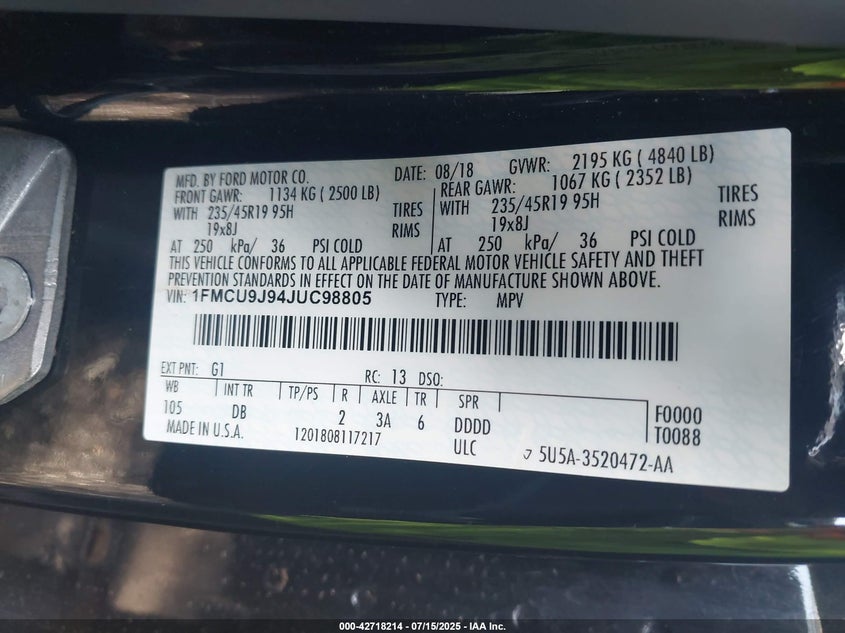 MFD. BY FORD MOTOR CO. DATE: 08/18 GVWR: 2195 KG ( 4840 LB)
FRONT GAWR: 1134 KG ( 2500 LB) REAR GAWR: 1067 KG ( 2352 LB)
WITH 235/45R19 95H TIRES WITH 235/45R19 95H TIRES
19x8J RIMS 19x8J RIMS
AT 250 kPa/ 36 PSI COLD AT 250 kPa/ 36 PSI COLD
THIS VEHICLE CONFORMS TO ALL APPLICABLE FEDERAL MOTOR VEHICLE SAFETY AND THEFT
PREVENTION STANDARDS IN EFFECT ON THE DATE OF MANUFACTURE SHOWN ABOVE.
VIN: 1FMCU9J94JUC98805 TYPE: MPV
EXT PNT: G1 RC: 13 DSO:
WB INT TR TP/PS R AXLE TR SPR
105 DB 2 3A 6 DDDD F0000
MADE IN U.S.A. 1201808117217 ULC T0088
5U5A-3520472-AA
000-42718214 - 07/15/2025 - IAA Inc.